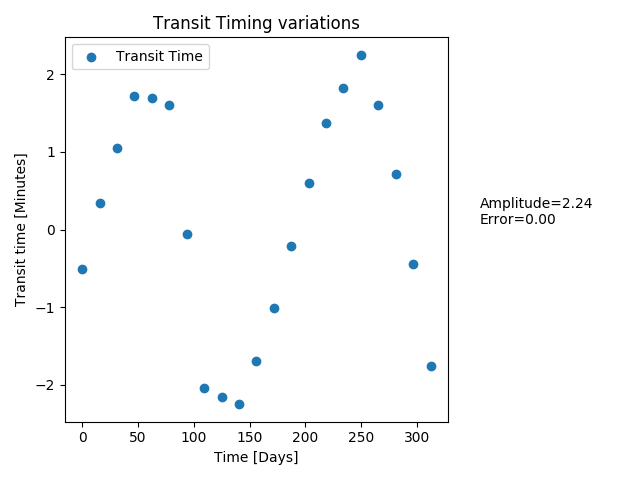 Transit Timing variations
Transit Time
Transit time [Minutes]
2
1
0
−1
−2
0 50 100 150 200 250 300
Time [Days]
Amplitude=2.24
Error=0.00